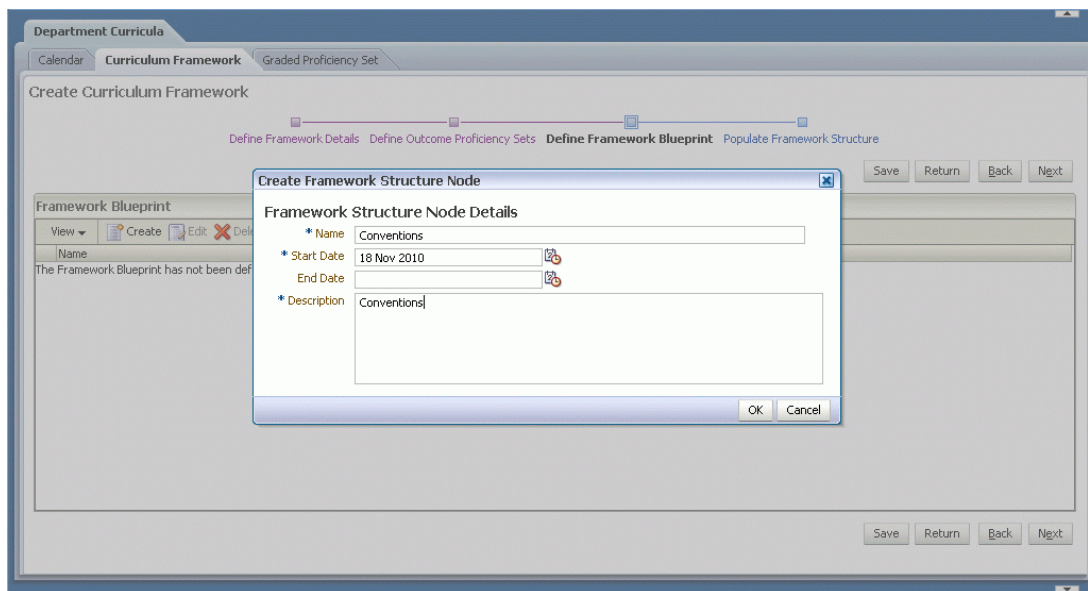 Department Curricula
Calendar Curriculum Framework Graded Proficiency Set
Create Curriculum Framework
Define Framework Details Define Outcome Proficiency Sets Define Framework Blueprint Populate Framework Structure
Save Return Back Next
Create Framework Structure Node
Framework Blueprint
Framework Structure Node Details
View Create Edit Dele
* Name Conventions
Name
* Start Date 18 Nov 2010
The Framework Blueprint has not been def
End Date
* Description Conventions
OK Cancel
Save Return Back Next